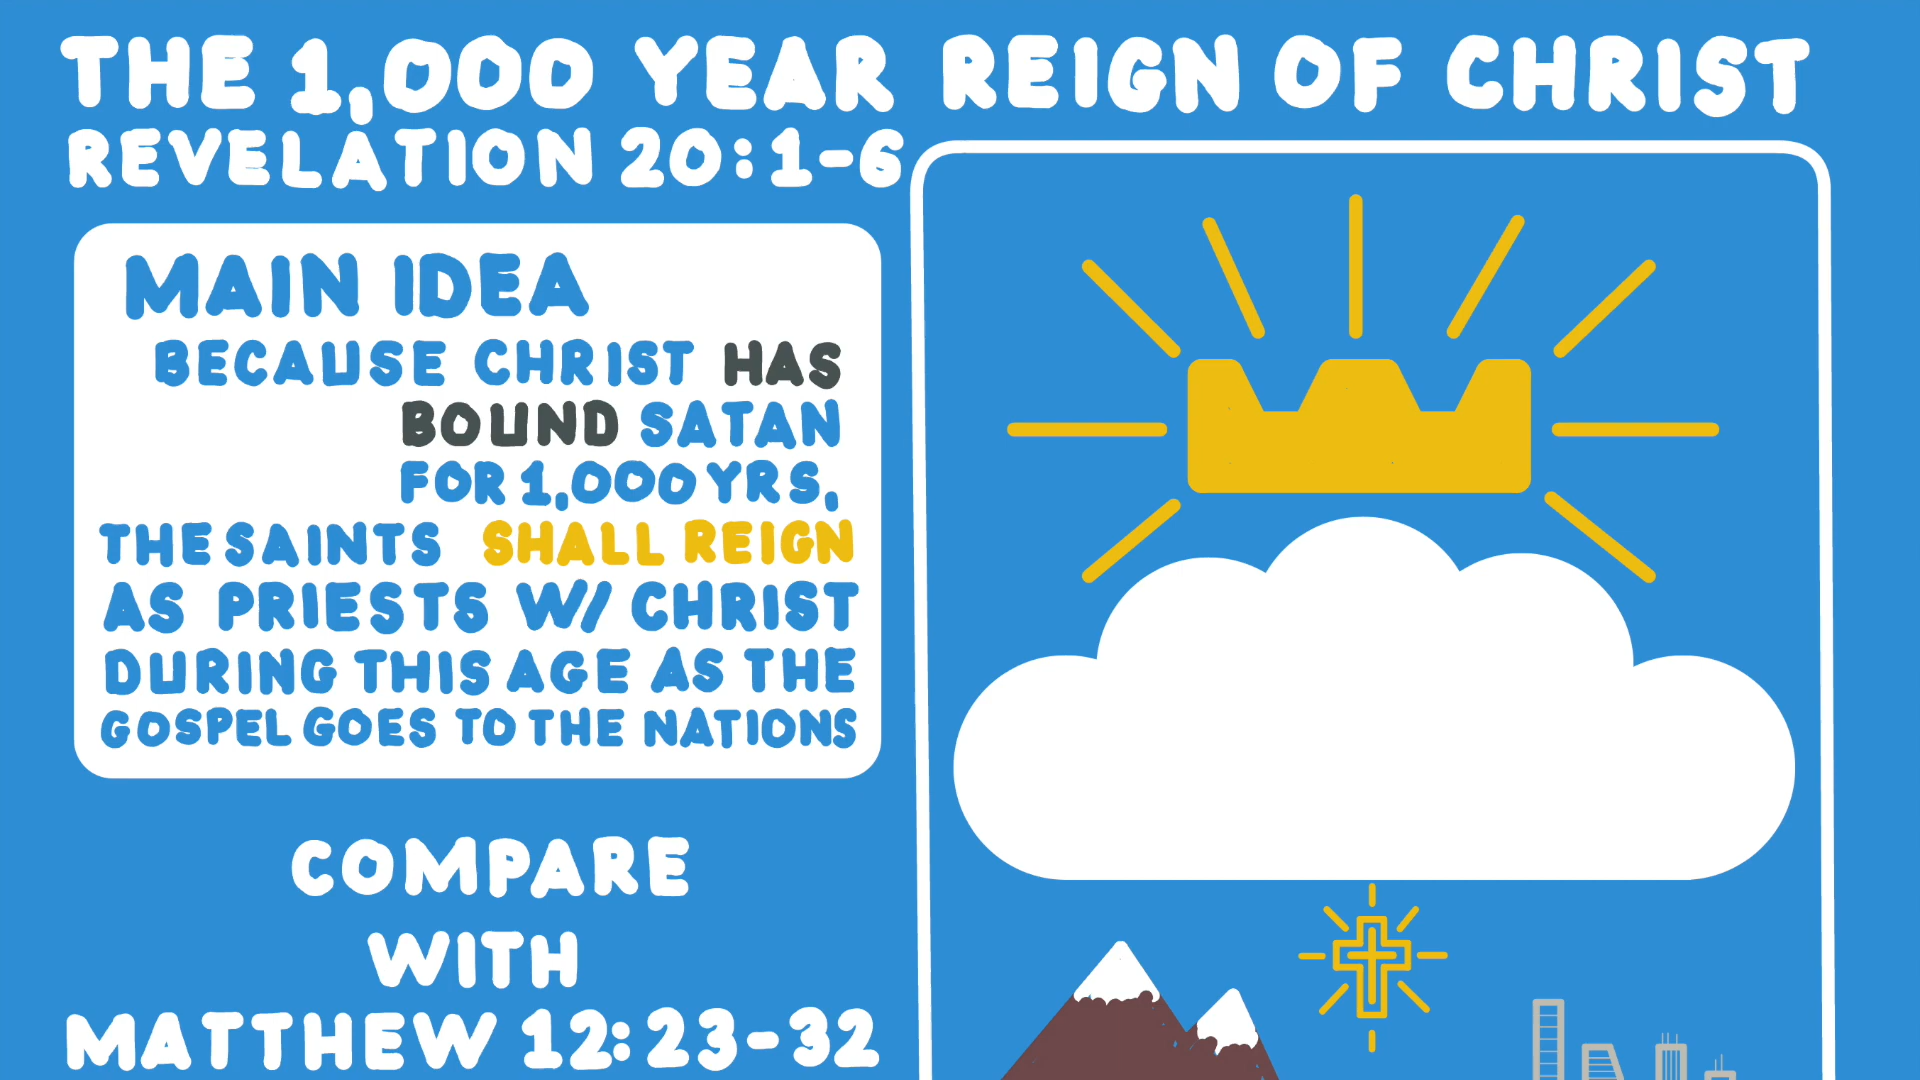 THE 1,000 YEAR REIGN OF CHRIST
REVELATION 20:1-6
MAIN IDEA
BECAUSE CHRIST HAS
BOUND SATAN
FOR 1,000 YRS,
THE SAINTS SHALL REIGN
AS PRIESTS W/ CHRIST
DURING THIS AGE AS THE
GOSPEL GOES TO THE NATIONS
COMPARE
WITH
MATTHEW 12:23-32